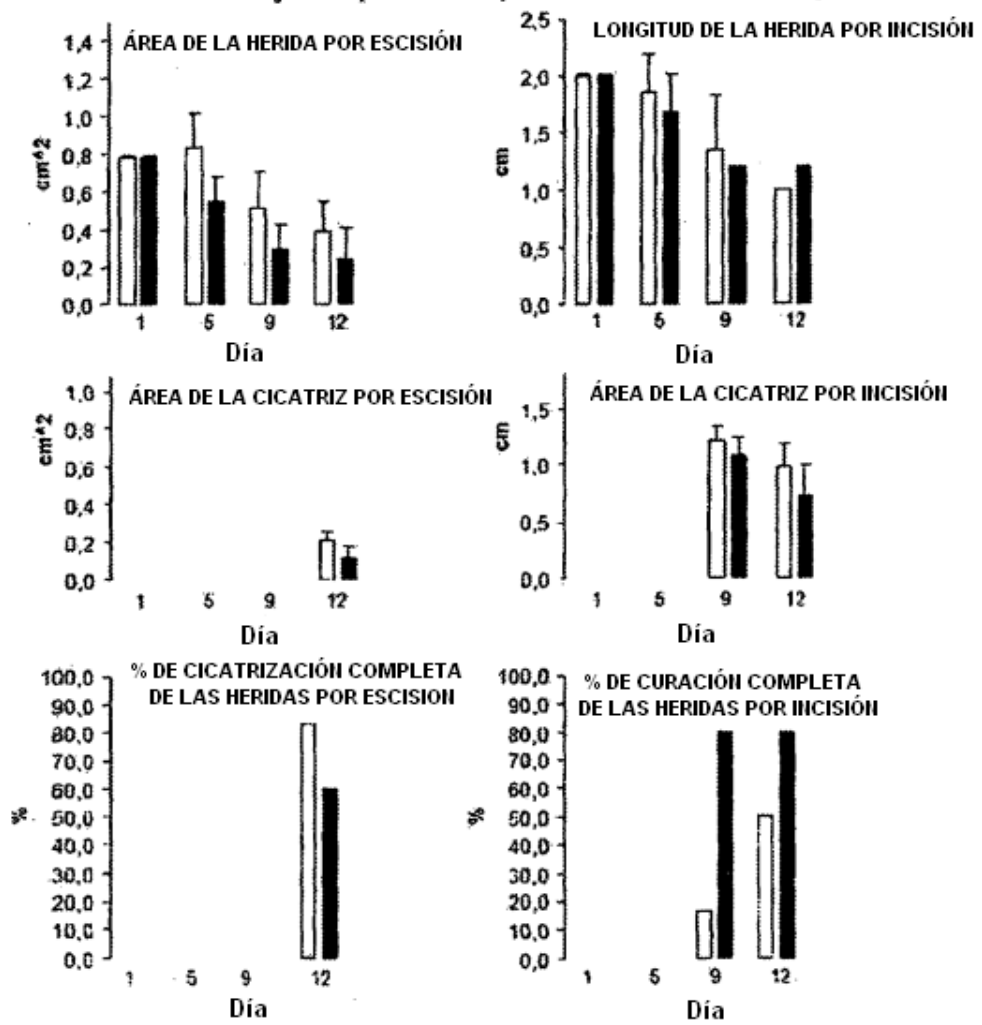 ÁREA DE LA HERIDA POR ESCISIÓN
cm^2
1,4
1,2
1,0
0,8
0,6
0,4
0,2
0,0
1 5 9 12
Día
LONGITUD DE LA HERIDA POR INCISIÓN
cm
2,5
2,0
1,5
1,0
0,5
0,0
1 5 9 12
Día
ÁREA DE LA CICATRIZ POR ESCISIÓN
cm^2
1,0
0,8
0,6
0,4
0,2
0,0
1 5 9 12
Día
ÁREA DE LA CICATRIZ POR INCISIÓN
cm
1,5
1,0
0,5
0,0
1 5 9 12
Día
% DE CICATRIZACIÓN COMPLETA
DE LAS HERIDAS POR ESCISION
%
100,0
90,0
80,0
70,0
60,0
50,0
40,0
30,0
20,0
10,0
0,0
1 5 9 12
Día
% DE CURACIÓN COMPLETA
DE LAS HERIDAS POR INCISIÓN
%
100,0
90,0
80,0
70,0
60,0
50,0
40,0
30,0
20,0
10,0
0,0
1 5 9 12
Día